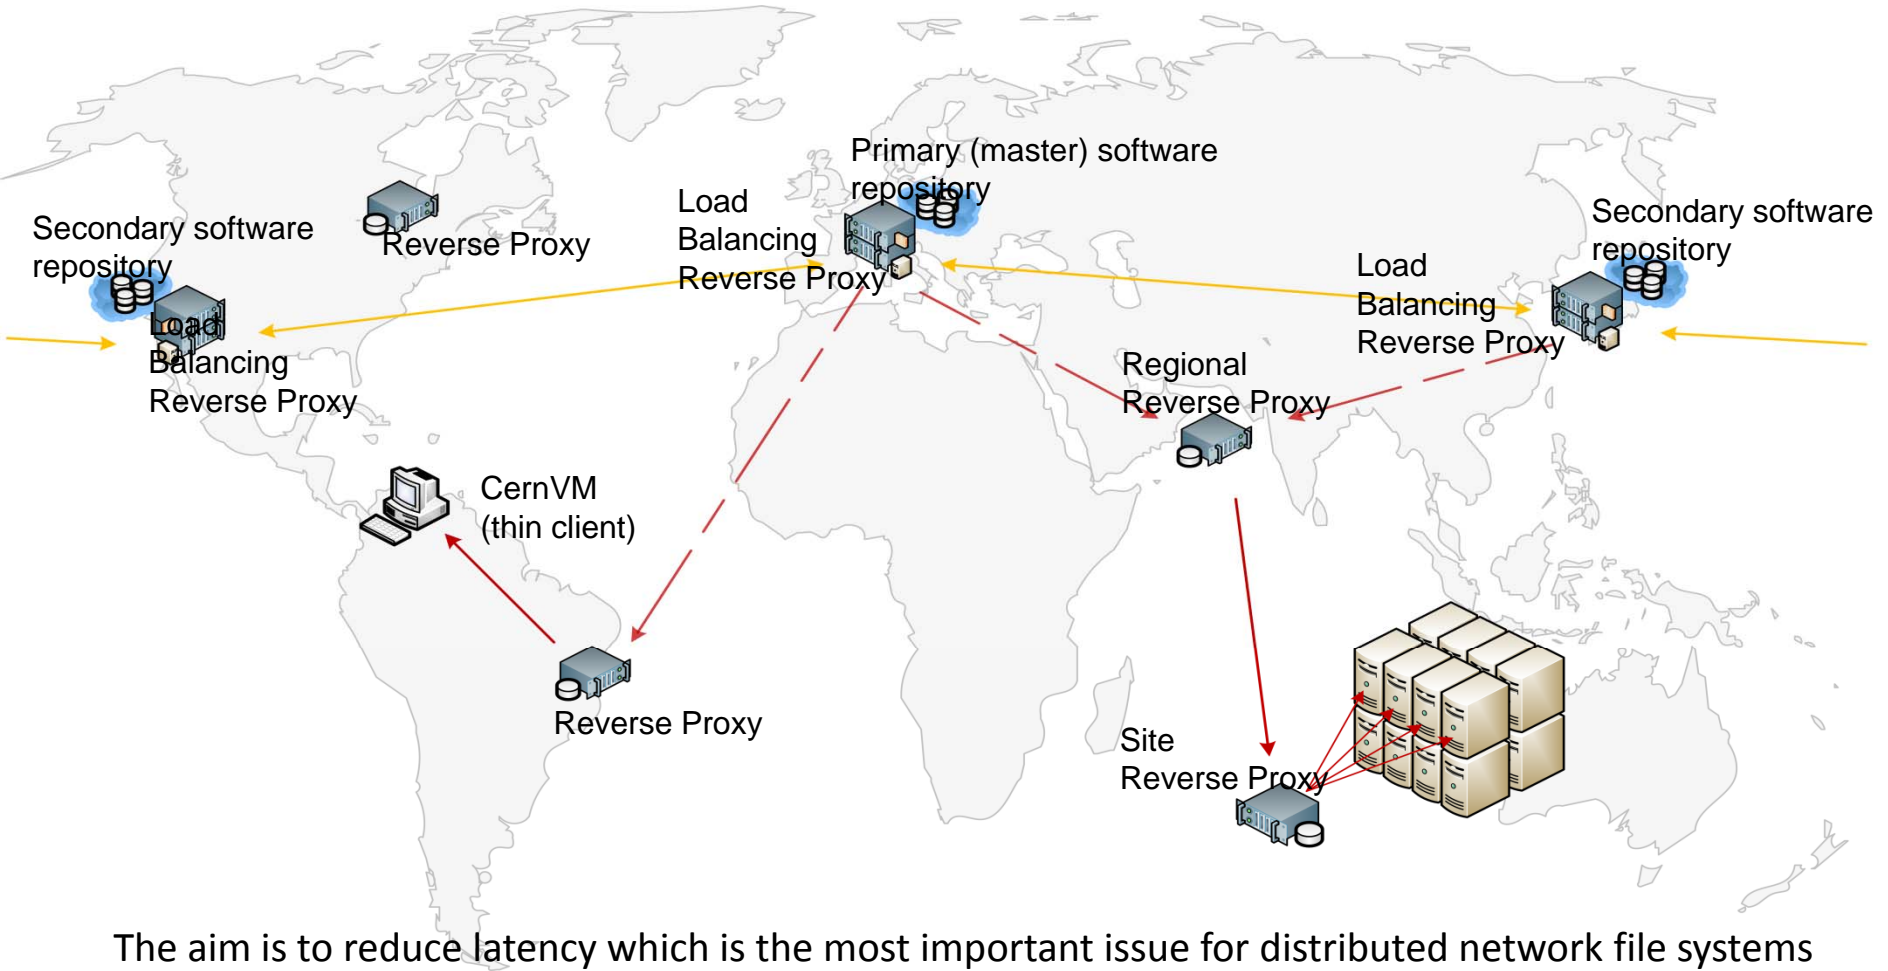 Primary (master) software
repository
Load
Balancing
Reverse Proxy
Secondary software
repository
Reverse Proxy
Load
Balancing
Reverse Proxy
Secondary software
repository
Load
Balancing
Reverse Proxy
Regional
Reverse Proxy
CernVM
(thin client)
Reverse Proxy
Site
Reverse Proxy
The aim is to reduce latency which is the most important issue for distributed network file systems